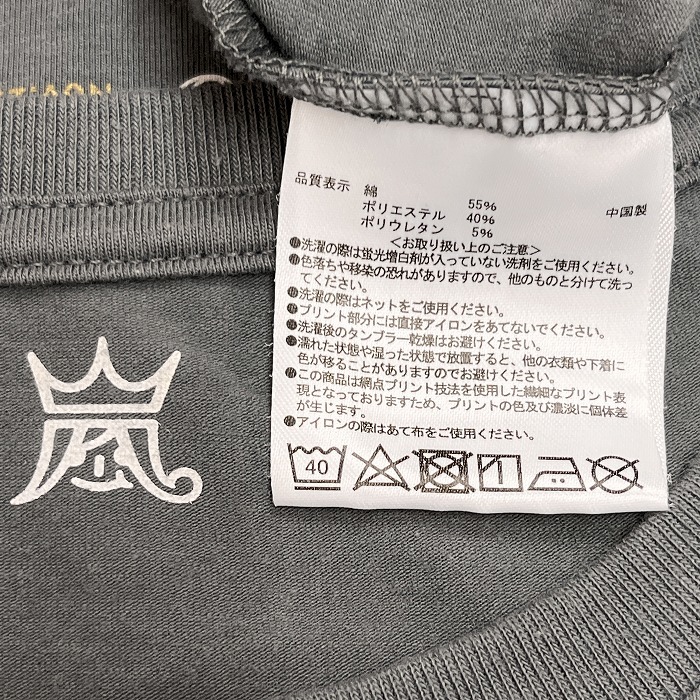 品質表示 綿 55%
ポリエステル 40%
ポリウレタン 5%
中国製
<お取り扱い上のご注意>
●洗濯の際は蛍光増白剤が入っていない洗剤をご使用ください。
●色落ちや移染の恐れがありますので、他のものと分けて洗っ
てください。
●洗濯の際はネットをご使用ください。
●プリント部分には直接アイロンをあてないでください。
●洗濯後のタンブラー乾燥はお避けください。
●濡れた状態や湿った状態で放置すると、他の衣類や下着に
色が移ることがありますのでお避けください。
●この商品は網点プリント技法を使用した繊細なプリント表
現となっておりますため、プリントの色及び濃淡に個体差
が生じます。
●アイロンの際はあて布をご使用ください。
40
嵐